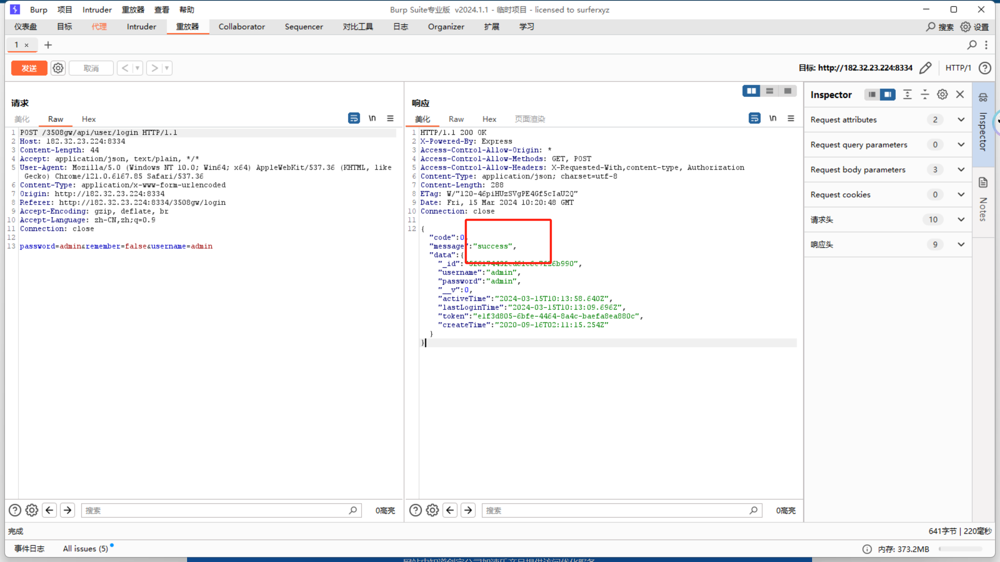 Burp 项目 Intruder 重放器 查看 帮助
Burp Suite专业版 v2024.1.1 - 临时项目 - licensed to surferxyz
仪表盘 目标 代理 Intruder 重放器 Collaborator Sequencer 对比工具 日志 Organizer 扩展 学习
搜索 设置
1 × +
发送 取消 < >
目标: http://182.32.23.224:8334 HTTP/1
请求
美化 Raw Hex \n
1 POST /3508gw/api/user/login HTTP/1.1
2 Host: 182.32.23.224:8334
3 Content-Length: 44
4 Accept: application/json, text/plain, */*
5 User-Agent: Mozilla/5.0 (Windows NT 10.0; Win64; x64) AppleWebKit/537.36 (KHTML, like
Gecko) Chrome/121.0.6167.85 Safari/537.36
6 Content-Type: application/x-www-form-urlencoded
7 Origin: http://182.32.23.224:8334
8 Referer: http://182.32.23.224:8334/3508gw/login
9 Accept-Encoding: gzip, deflate, br
10 Accept-Language: zh-CN,zh;q=0.9
11 Connection: close
12
13 password=admin&remember=false&username=admin
响应
美化 Raw Hex 页面渲染 \n
1 HTTP/1.1 200 OK
2 X-Powered-By: Express
3 Access-Control-Allow-Origin: *
4 Access-Control-Allow-Methods: GET, POST
5 Access-Control-Allow-Headers: X-Requested-With,content-type, Authorization
6 Content-Type: application/json; charset=utf-8
7 Content-Length: 288
8 ETag: W/"120-46piHUzSVgPE4Gf5cIaU2Q"
9 Date: Fri, 15 Mar 2024 10:20:48 GMT
10 Connection: close
11
12 {
"code":0,
"message":"success",
"data":{
"_id":
"username":"admin",
"password":"admin",
"__v":0,
"activeTime":"2024-03-15T10:13:58.640Z",
"lastLoginTime":"2024-03-15T10:13:09.696Z",
"token":"e1f3d805-6bfe-4464-8a4c-baefa8ea880c",
"createTime":"2020-09-16T02:11:15.254Z"
}
}
Inspector
Request attributes 2
Request query parameters 0
Request body parameters 3
Request cookies 0
请求头 10
响应头 9
Inspector
Notes
搜索 0高亮
搜索 0高亮
完成
641字节 | 220毫秒
事件日志 All issues (5)
内存: 373.2MB